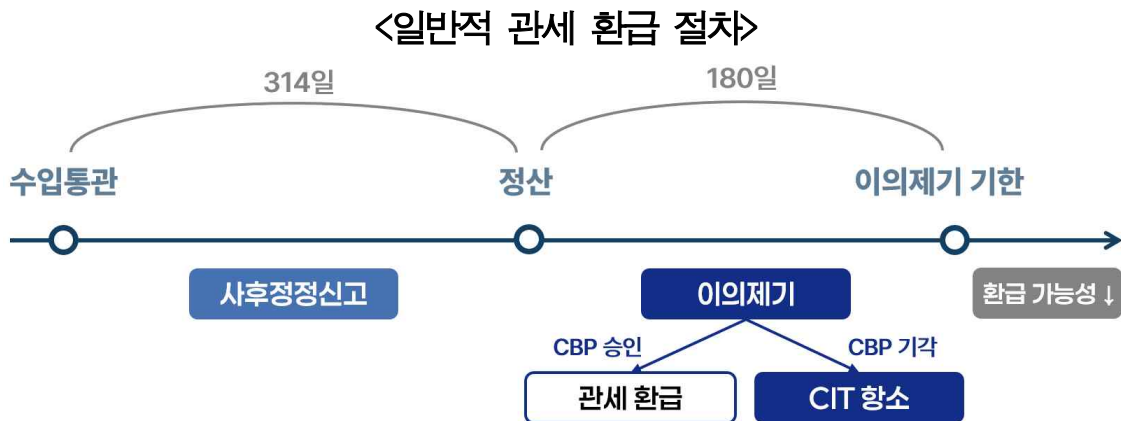 <일반적 관세 환급 절차>
314일
180일
수입통관
정산
이의제기 기한
사후정정신고
이의제기
환급 가능성 ↓
CBP 승인
CBP 기각
관세 환급
CIT 항소